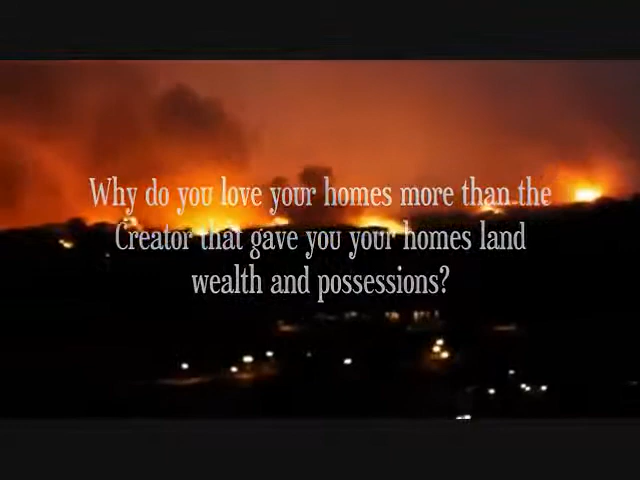 Why do you love your homes more than the
Creator that gave you your homes land
wealth and possessions?